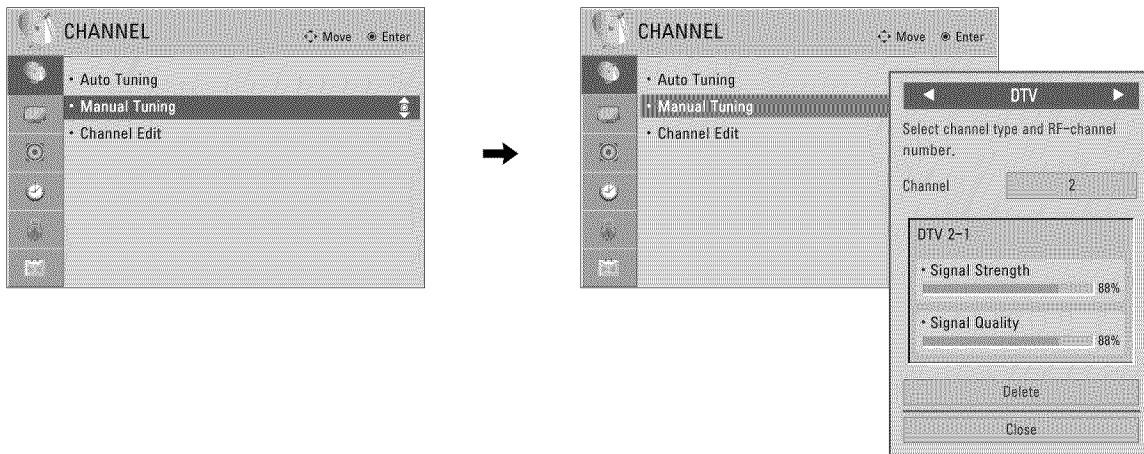 CHANNEL
Move Enter
• Auto Tuning
• Manual Tuning
• Channel Edit
CHANNEL
Move Enter
• Auto Tuning
• Manual Tuning
• Channel Edit
DTV
Select channel type and RF-channel
number.
Channel 2
DTV 2-1
• Signal Strength
88%
• Signal Quality
88%
Delete
Close